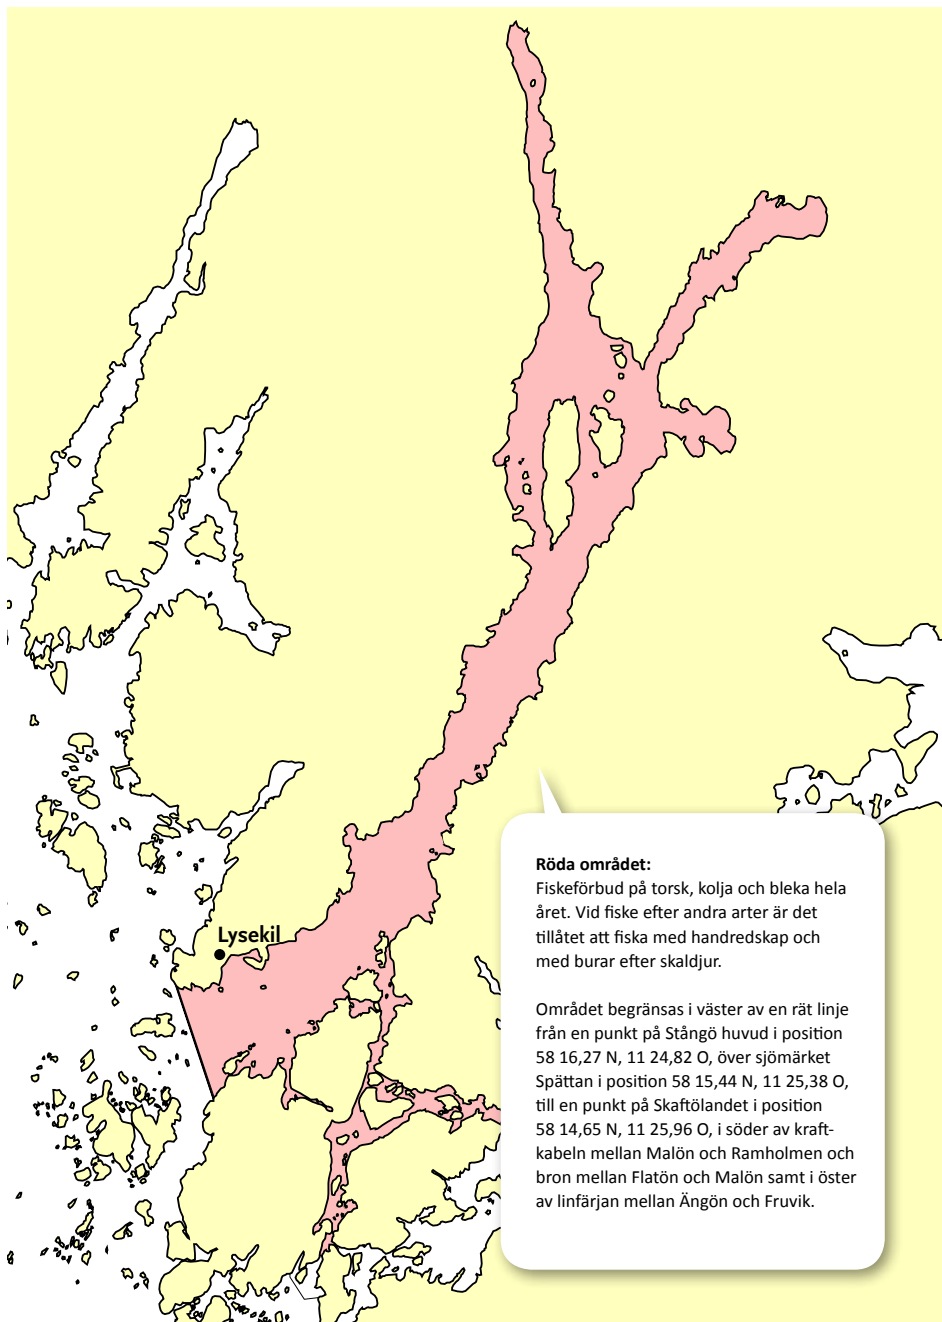 Lysekil
Röda området:
Fiskeförbud på torsk, kolja och bleka hela
året. Vid fiske efter andra arter är det
tillåtet att fiska med handredskap och
med burar efter skaldjur.
Området begränsas i väster av en rät linje
från en punkt på Stångö huvud i position
58 16,27 N, 11 24,82 O, över sjömärket
Spättan i position 58 15,44 N, 11 25,38 O,
till en punkt på Skaftölandet i position
58 14,65 N, 11 25,96 O, i söder av kraft-
kabeln mellan Malön och Ramholmen och
bron mellan Flatön och Malön samt i öster
av linfärjan mellan Ängön och Fruvik.